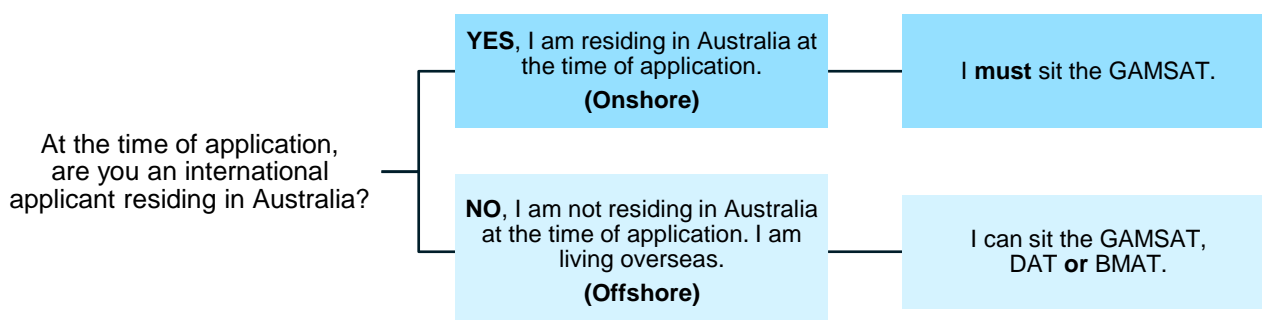 At the time of application,
are you an international
applicant residing in Australia?
YES, I am residing in Australia at
the time of application.
(Onshore)
I must sit the GAMSAT.
NO, I am not residing in Australia
at the time of application. I am
living overseas.
(Offshore)
I can sit the GAMSAT,
DAT or BMAT.